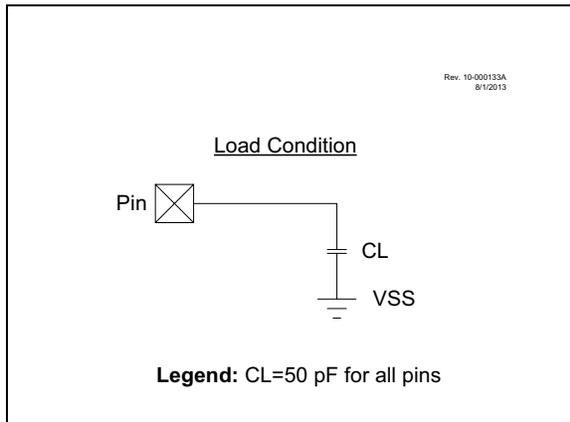 Rev. 10-000133A
8/1/2013
Load Condition
Pin
CL
VSS
Legend: CL=50 pF for all pins